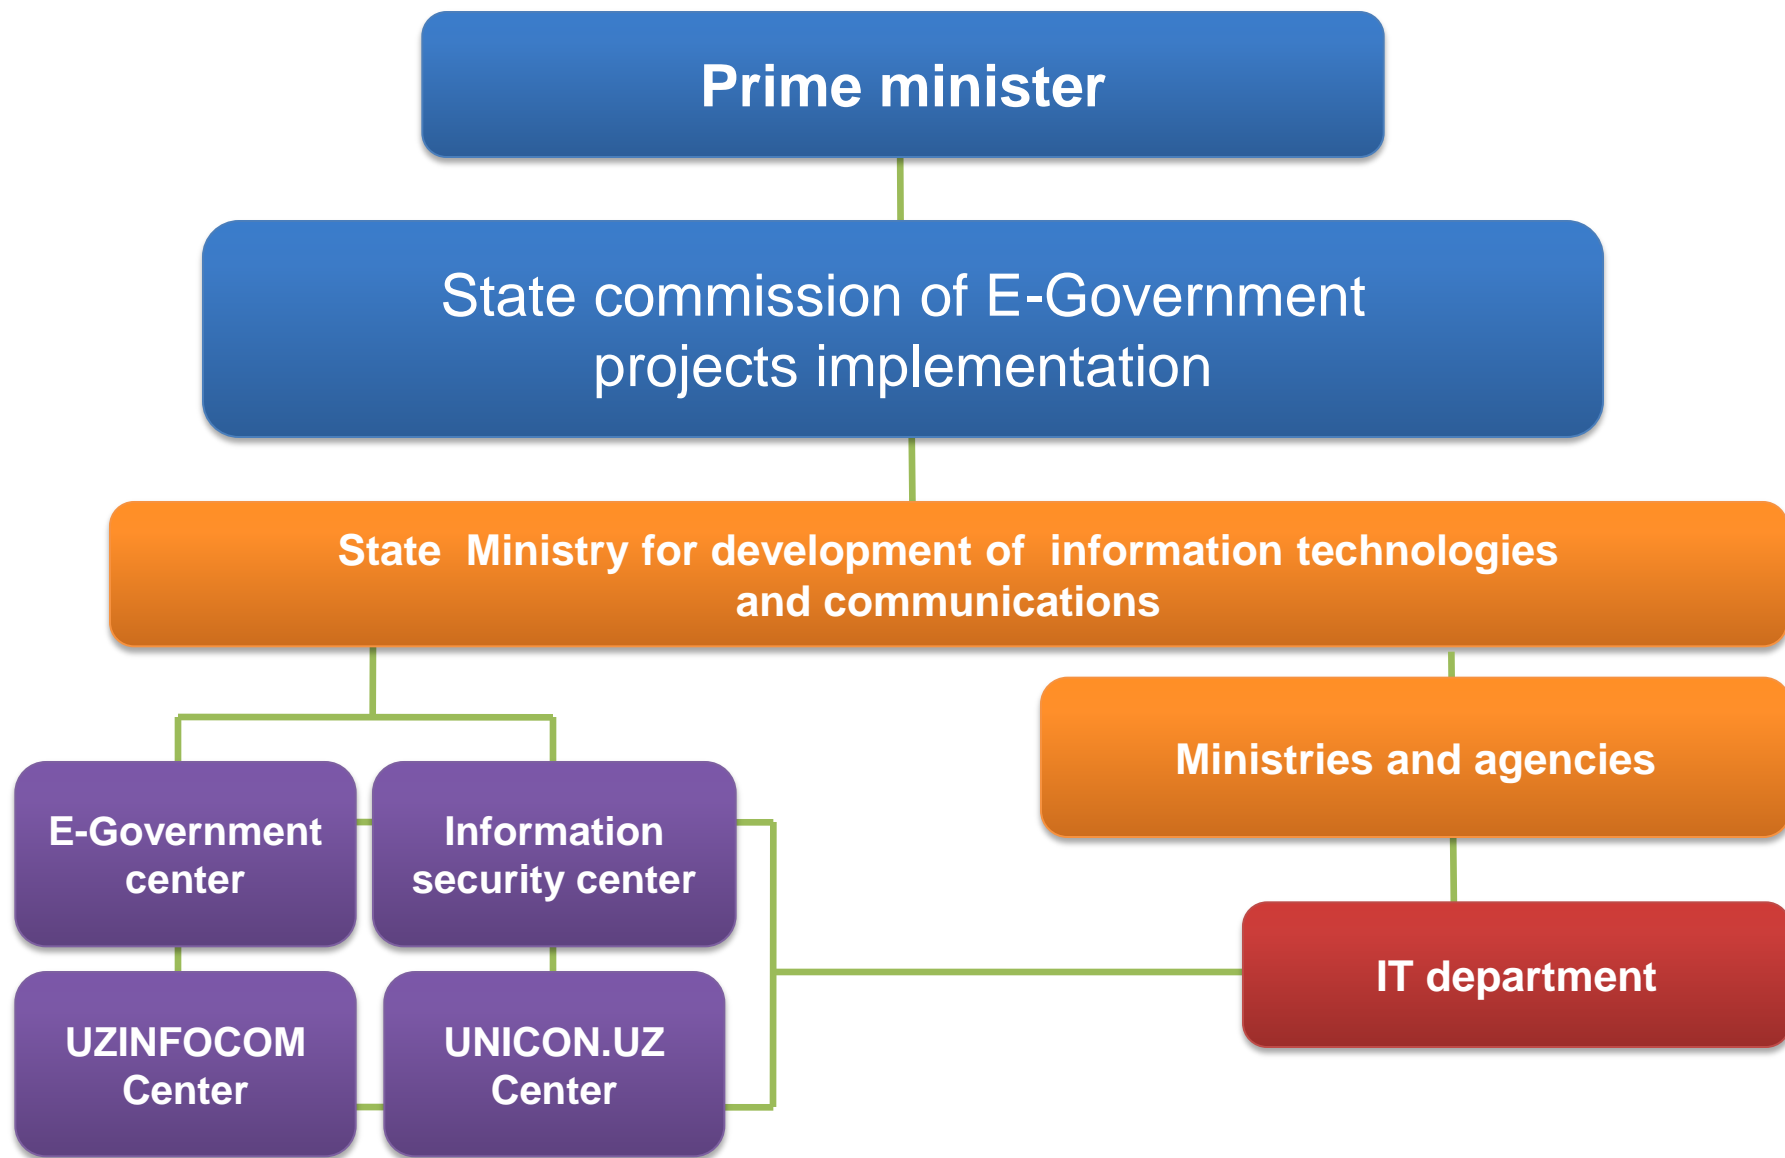 Prime minister
State commission of E-Government
projects implementation
State  Ministry for development of  information technologies
and communications
Ministries and agencies
E-Government
center
Information
security center
IT department
UZINFOCOM
Center
UNICON.UZ
Center